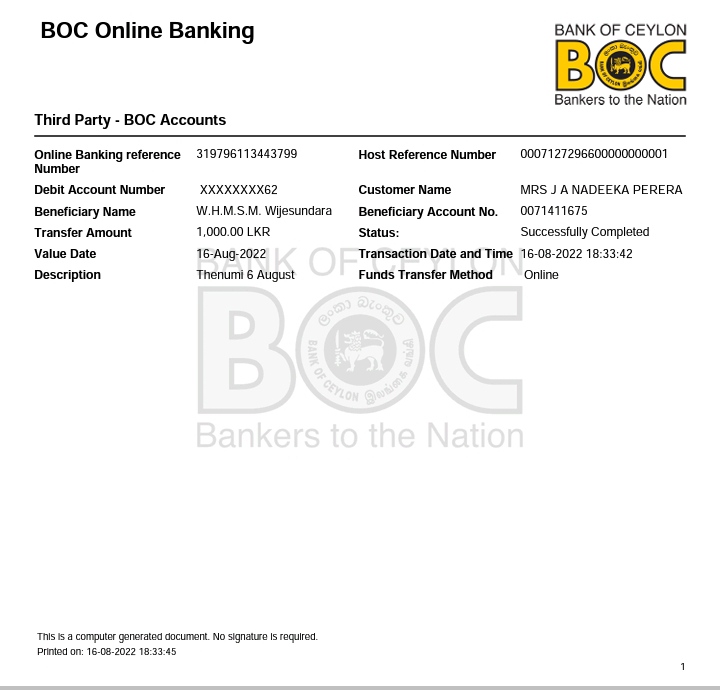 BOC Online Banking
BANK OF CEYLON
BOC
Bankers to the Nation
Third Party - BOC Accounts
Online Banking reference Number 319796113443799 Host Reference Number 0007127296600000000001
Debit Account Number XXXXXXXX62 Customer Name MRS J A NADEEKA PERERA
Beneficiary Name W.H.M.S.M. Wijesundara Beneficiary Account No. 0071411675
Transfer Amount 1,000.00 LKR Status: Successfully Completed
Value Date 16-Aug-2022 Transaction Date and Time 16-08-2022 18:33:42
Description Thenumi 6 August Funds Transfer Method Online
BANK OF CEYLON
BOC
ලංකා බැංකුව
BANK OF CEYLON
இலங்கை வங்கி
Bankers to the Nation
This is a computer generated document. No signature is required.
Printed on: 16-08-2022 18:33:45
1